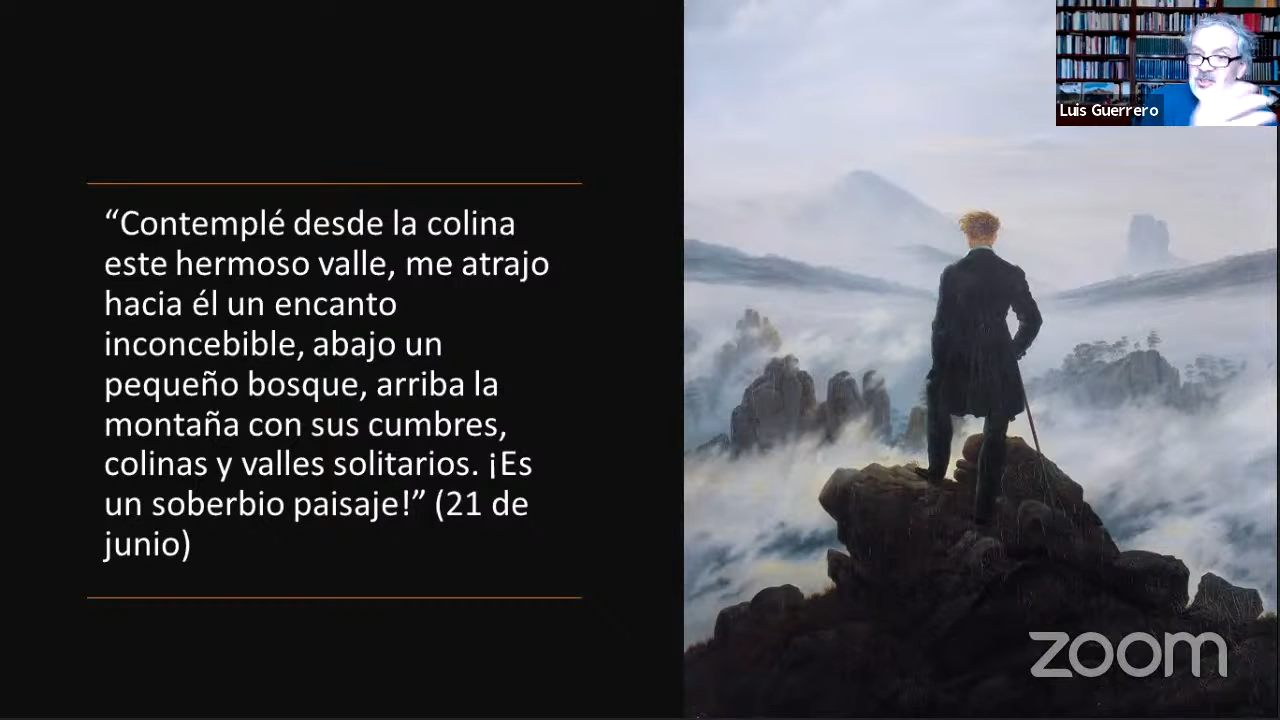 “Contemplé desde la colina
este hermoso valle, me atrajo
hacia él un encanto
inconcebible, abajo un
pequeño bosque, arriba la
montaña con sus cumbres,
colinas y valles solitarios. ¡Es
un soberbio paisaje!” (21 de
junio)
Luis Guerrero
zoom